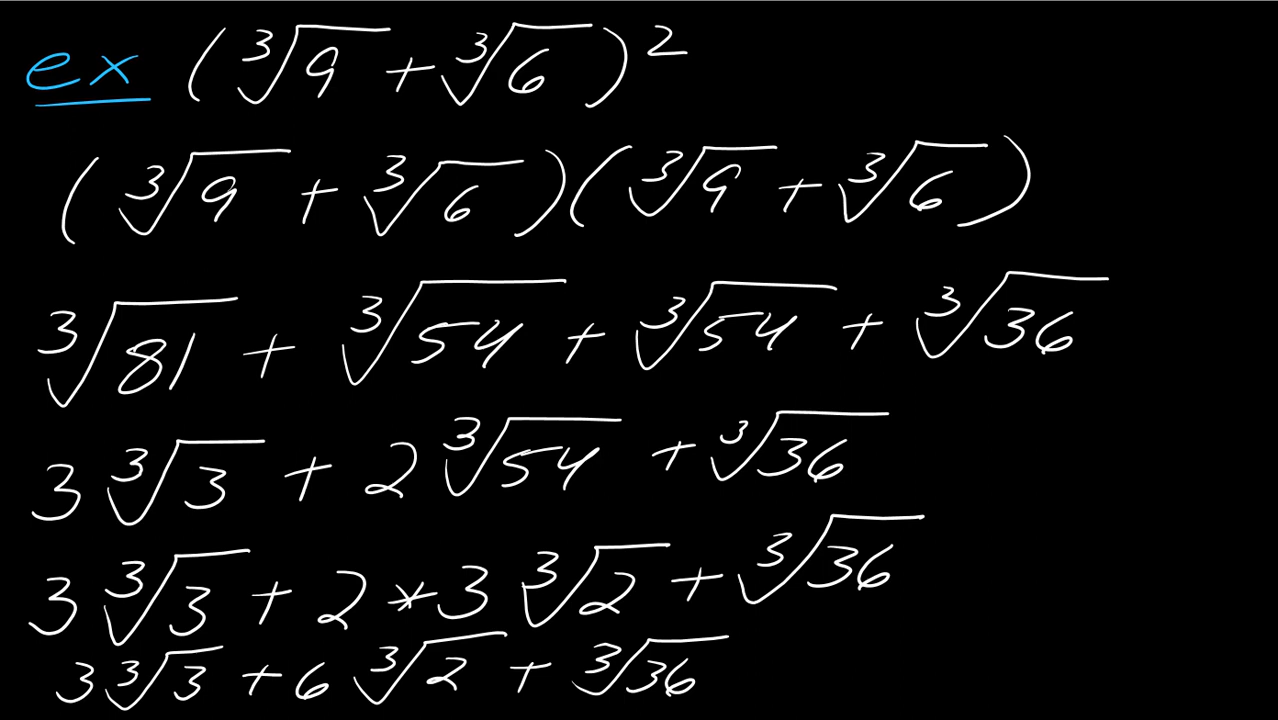 ex (∛9 + ∛6)²
(∛9 + ∛6)(∛9 + ∛6)
∛81 + ∛54 + ∛54 + ∛36
3∛3 + 2∛54 + ∛36
3∛3 + 2*3∛2 + ∛36
3∛3 + 6∛2 + ∛36